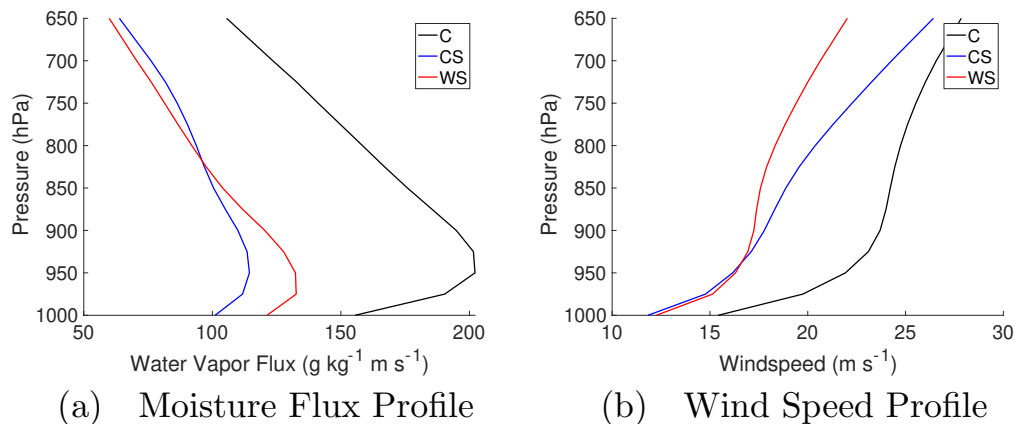 650
700
750
800
850
900
950
1000
Pressure (hPa)
50
100
150
200
Water Vapor Flux (g kg-1 m s-1)
C
CS
WS
(a) Moisture Flux Profile
650
700
750
800
850
900
950
1000
Pressure (hPa)
10
15
20
25
30
Windspeed (m s-1)
C
CS
WS
(b) Wind Speed Profile